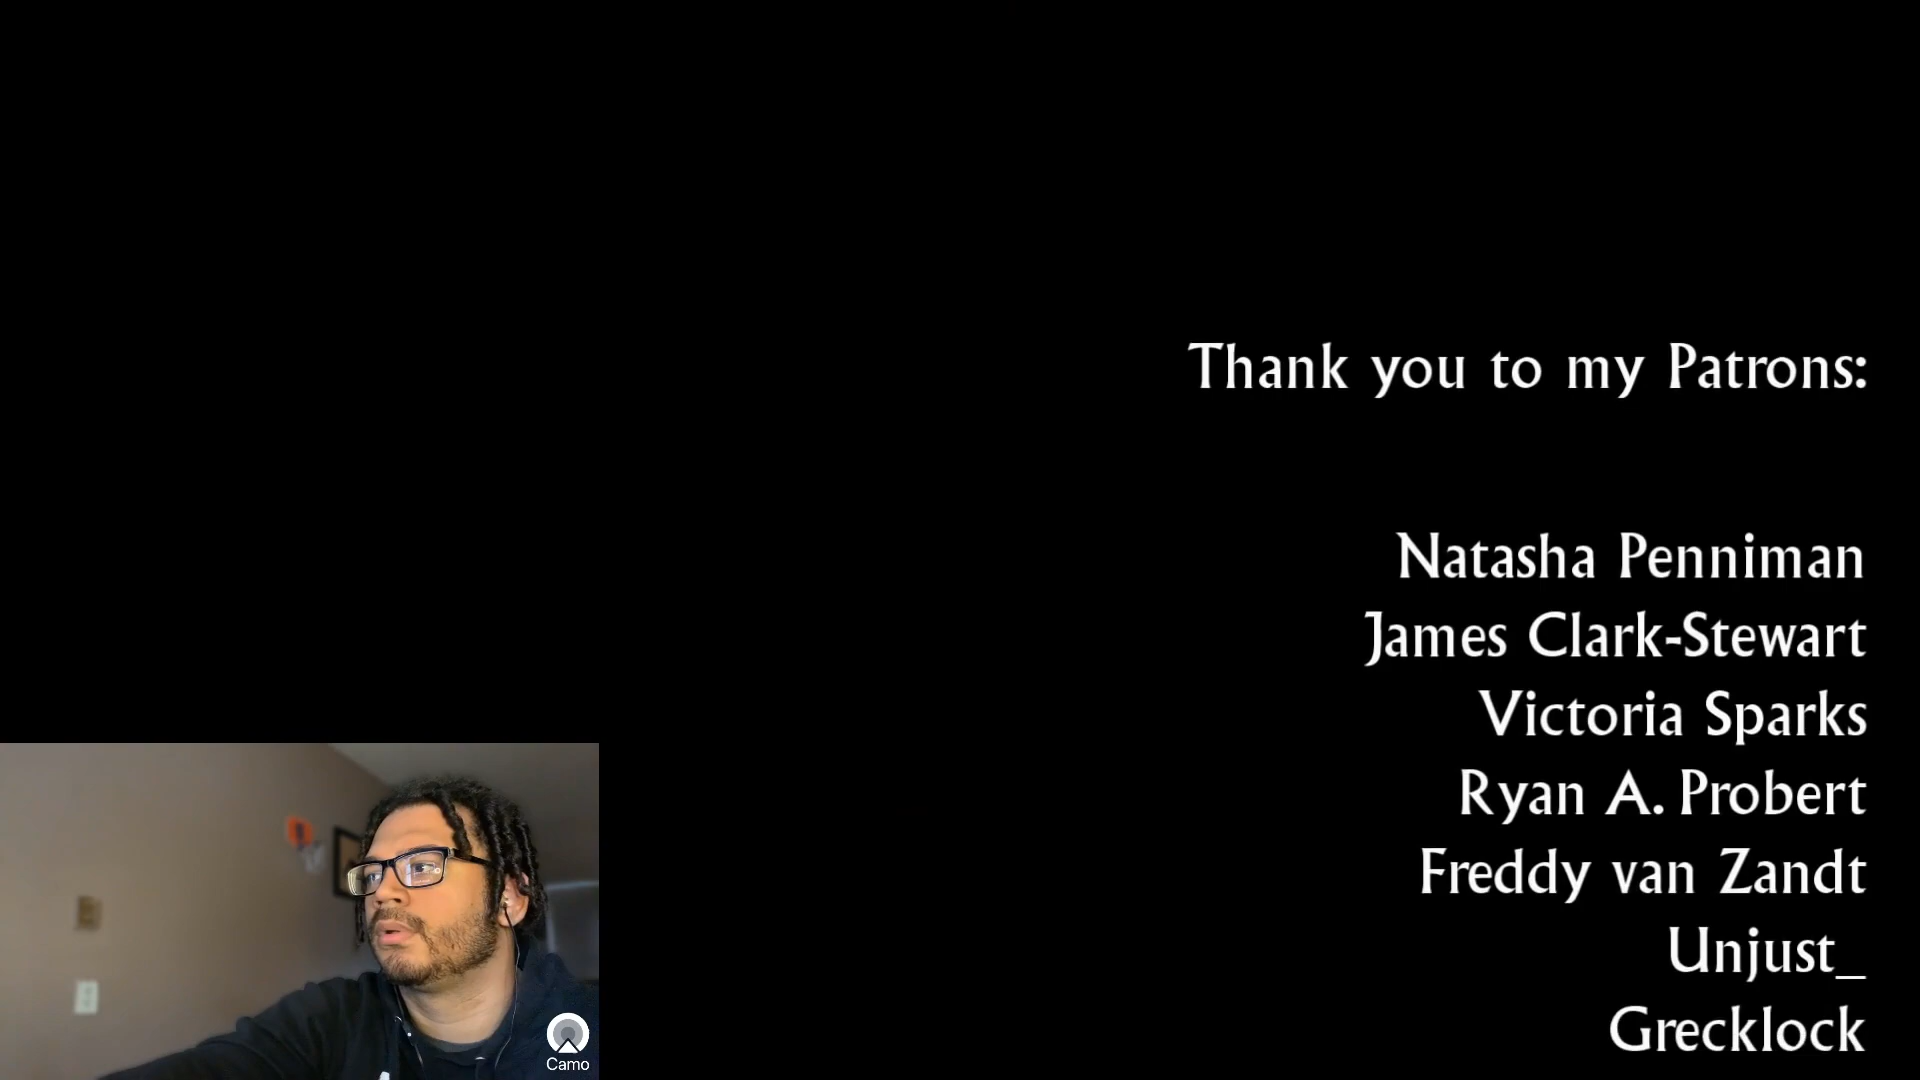 Thank you to my Patrons:
Natasha Penniman
James Clark-Stewart
Victoria Sparks
Ryan A. Probert
Freddy van Zandt
Unjust_
Grecklock
Camo